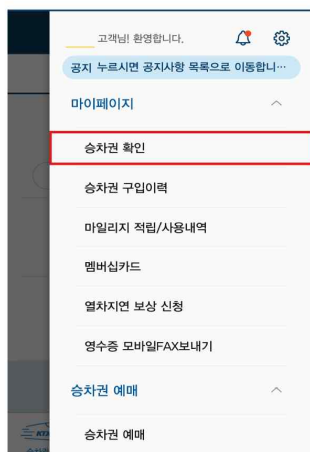 고객님! 환영합니다.
공지 누르시면 공지사항 목록으로 이동합니…
마이페이지
승차권 확인
승차권 구입이력
마일리지 적립/사용내역
멤버십카드
열차지연 보상 신청
영수증 모바일FAX보내기
승차권 예매
승차권 예매